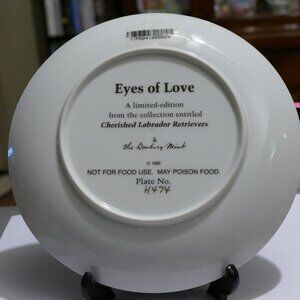 Eyes of Love
A limited-edition
from the collection entitled
Cherished Labrador Retrievers
&
the Danbury Mint
© MBI
NOT FOR FOOD USE. MAY POISON FOOD.
Plate No.
H474